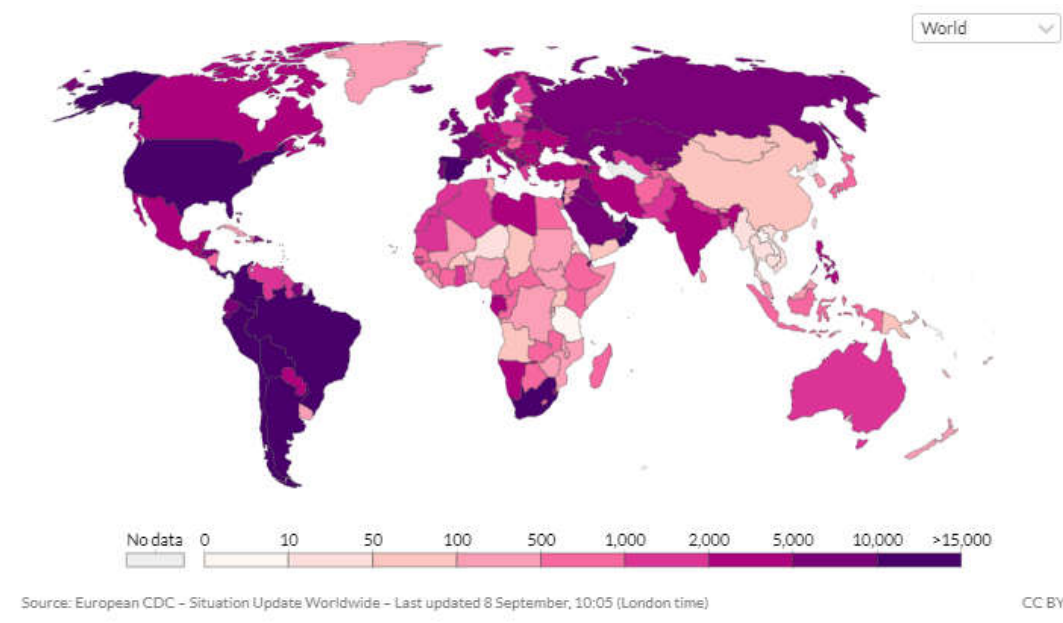 World
No data 0 10 50 100 500 1,000 2,000 5,000 10,000 >15,000
Source: European CDC – Situation Update Worldwide – Last updated 8 September, 10:05 (London time) CC BY